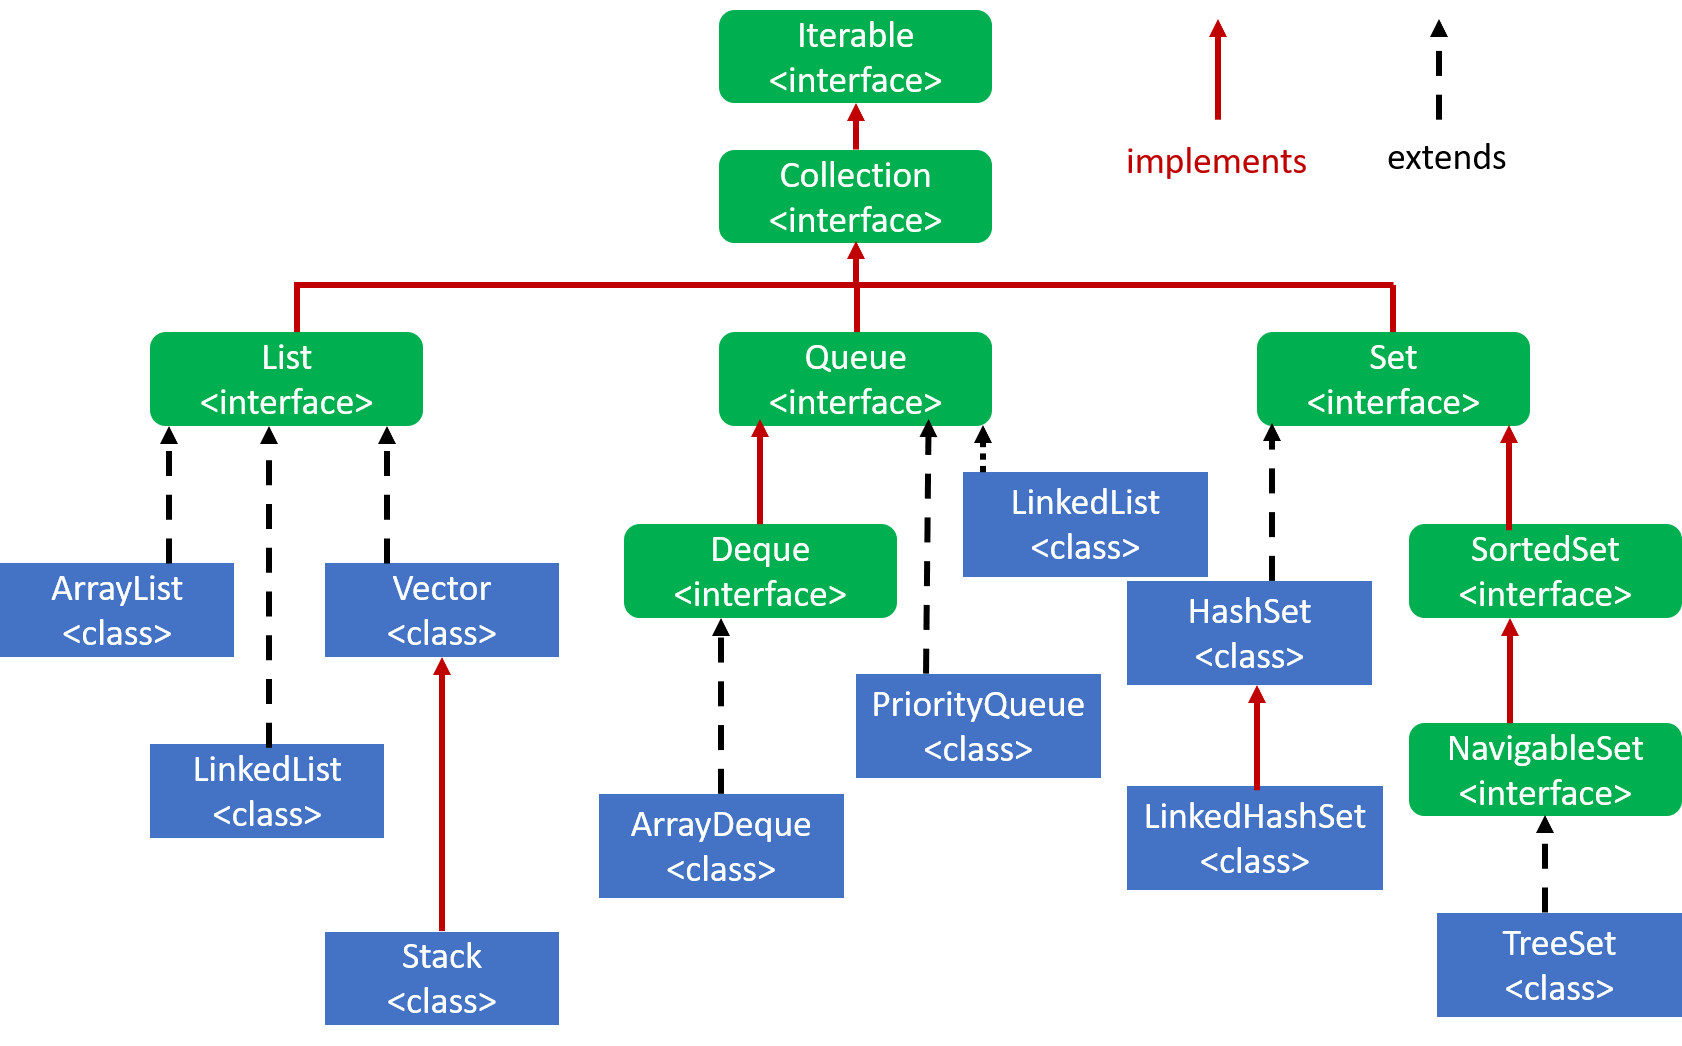 Iterable
<interface>
implements
extends
Collection
<interface>
List
<interface>
Queue
<interface>
Set
<interface>
LinkedList
<class>
Deque
<interface>
SortedSet
<interface>
ArrayList
<class>
Vector
<class>
HashSet
<class>
PriorityQueue
<class>
NavigableSet
<interface>
LinkedList
<class>
ArrayDeque
<class>
LinkedHashSet
<class>
Stack
<class>
TreeSet
<class>